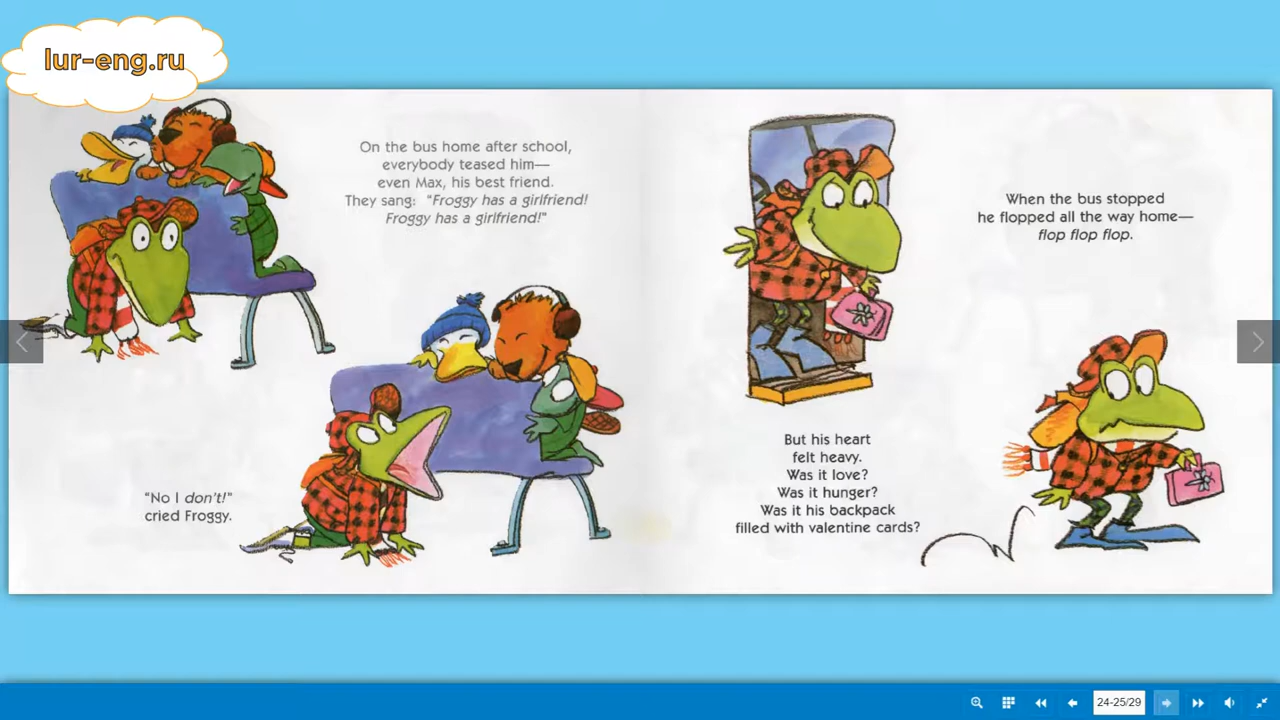 lur-eng.ru
On the bus home after school,
everybody teased him—
even Max, his best friend.
They sang: "Froggy has a girlfriend!
Froggy has a girlfriend!"
"No I don't!"
cried Froggy.
But his heart
felt heavy.
Was it love?
Was it hunger?
Was it his backpack
filled with valentine cards?
When the bus stopped
he flopped all the way home—
flop flop flop.
24-25/29